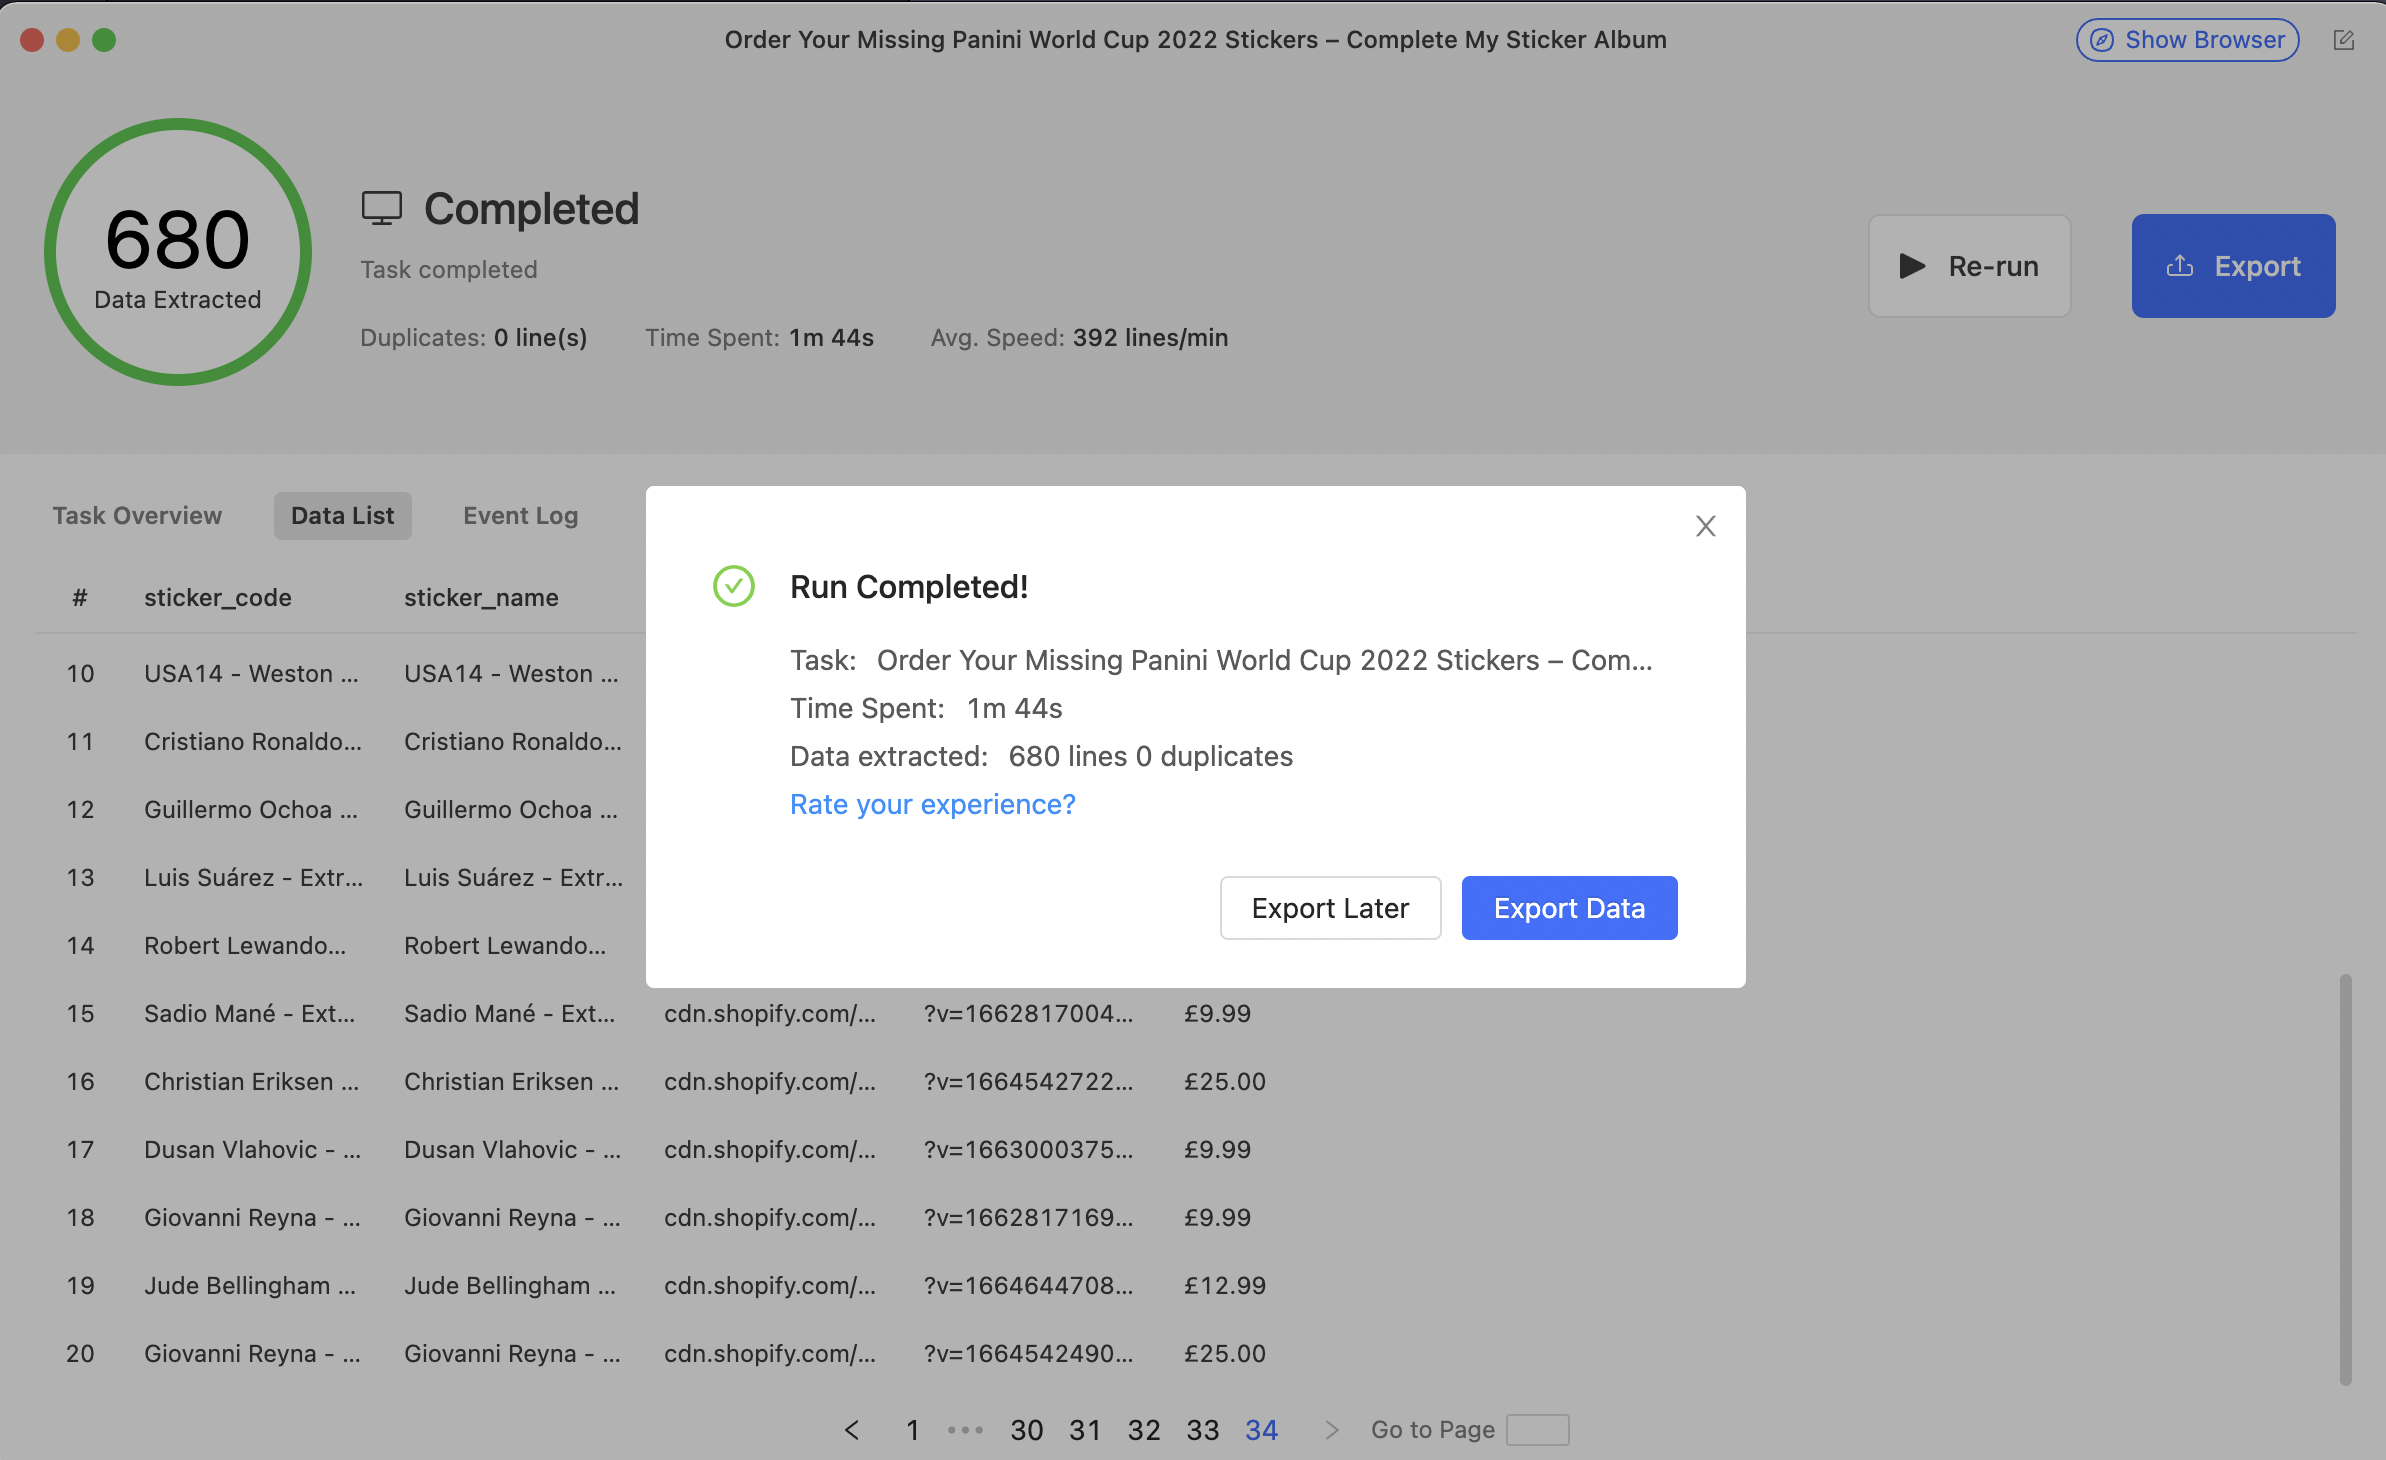 Order Your Missing Panini World Cup 2022 Stickers – Complete My Sticker Album
Show Browser
680
Data Extracted
Completed
Task completed
Duplicates: 0 line(s) Time Spent: 1m 44s Avg. Speed: 392 lines/min
Re-run
Export
Task Overview Data List Event Log
# sticker_code sticker_name
10 USA14 - Weston ... USA14 - Weston ...
11 Cristiano Ronaldo... Cristiano Ronaldo...
12 Guillermo Ochoa ... Guillermo Ochoa ...
13 Luis Suárez - Extr... Luis Suárez - Extr...
14 Robert Lewando... Robert Lewando...
Run Completed!
Task: Order Your Missing Panini World Cup 2022 Stickers – Com...
Time Spent: 1m 44s
Data extracted: 680 lines 0 duplicates
Rate your experience?
Export Later Export Data
15 Sadio Mané - Ext... Sadio Mané - Ext... cdn.shopify.com/... ?v=1662817004... £9.99
16 Christian Eriksen ... Christian Eriksen ... cdn.shopify.com/... ?v=1664542722... £25.00
17 Dusan Vlahovic - ... Dusan Vlahovic - ... cdn.shopify.com/... ?v=1663000375... £9.99
18 Giovanni Reyna - ... Giovanni Reyna - ... cdn.shopify.com/... ?v=1662817169... £9.99
19 Jude Bellingham ... Jude Bellingham ... cdn.shopify.com/... ?v=1664644708... £12.99
20 Giovanni Reyna - ... Giovanni Reyna - ... cdn.shopify.com/... ?v=1664542490... £25.00
< 1 ••• 30 31 32 33 34 > Go to Page